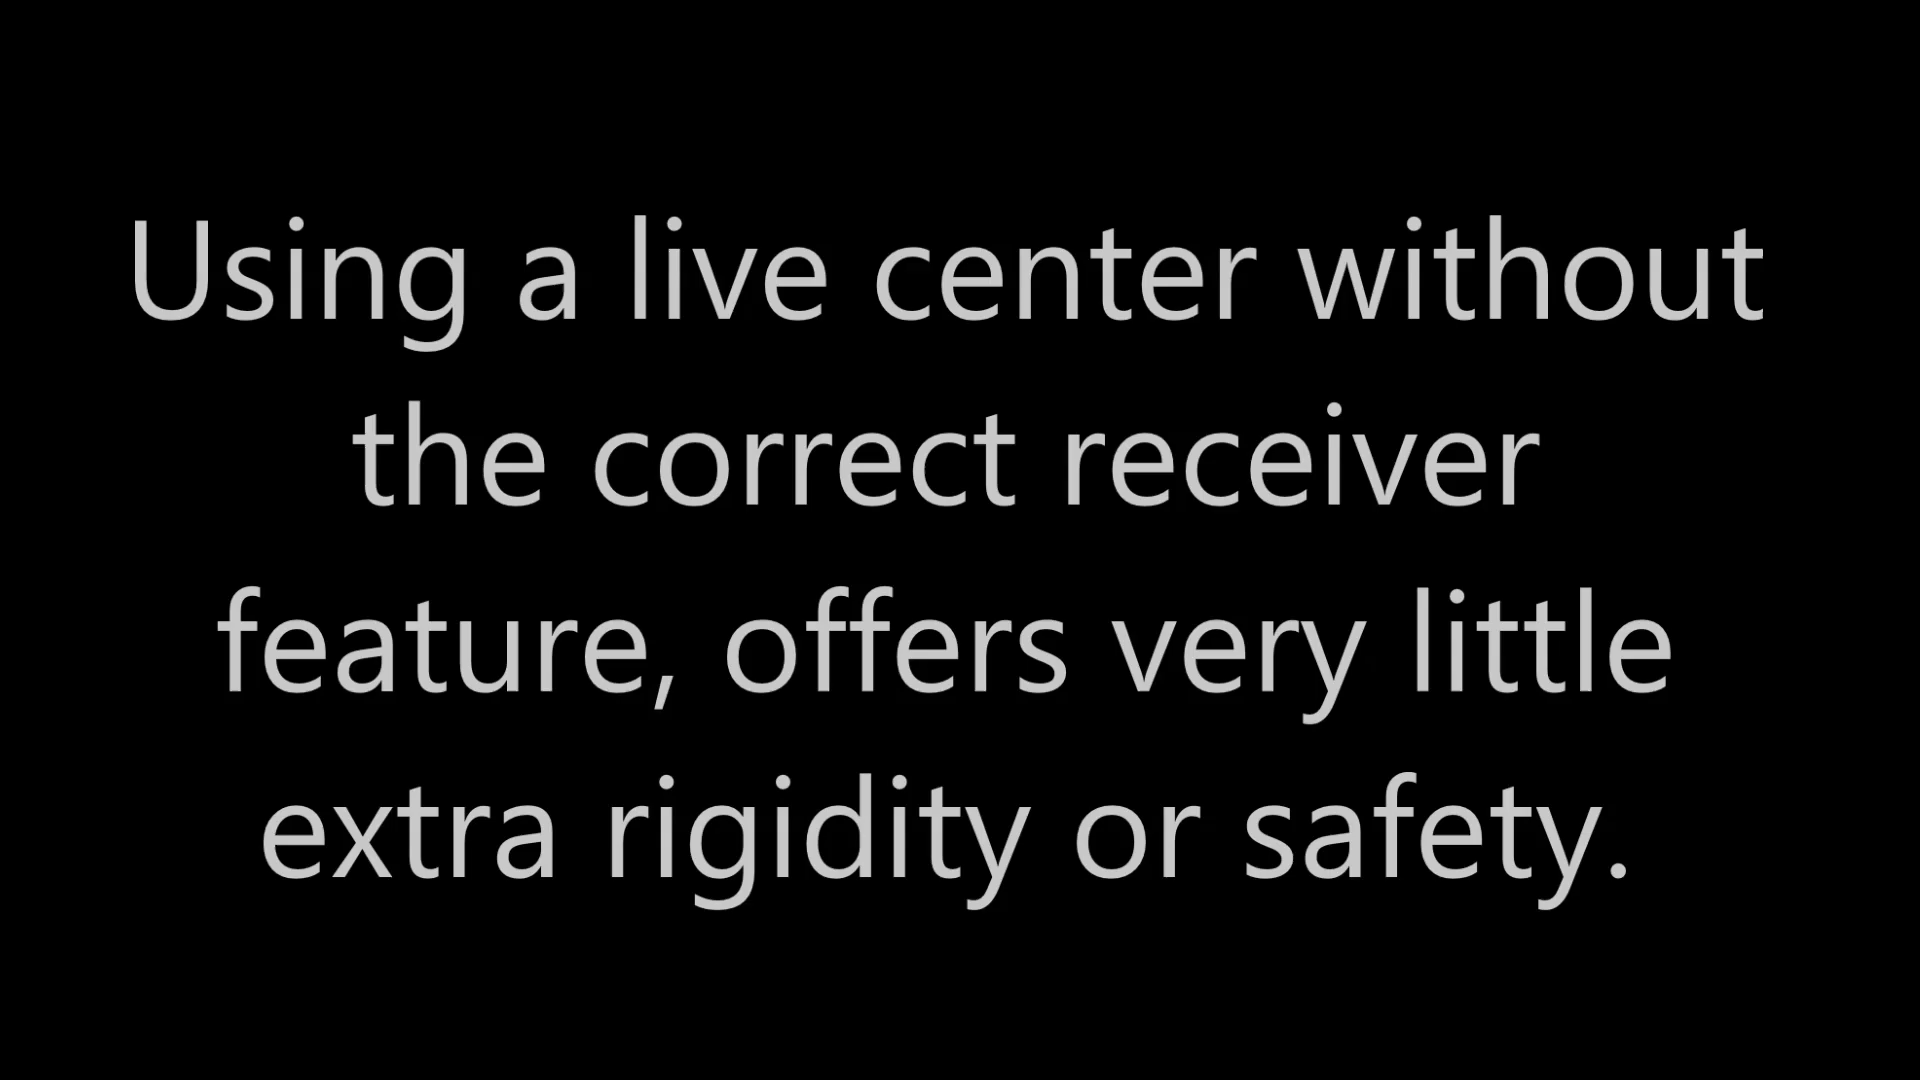 Using a live center without
the correct receiver
feature, offers very little
extra rigidity or safety.